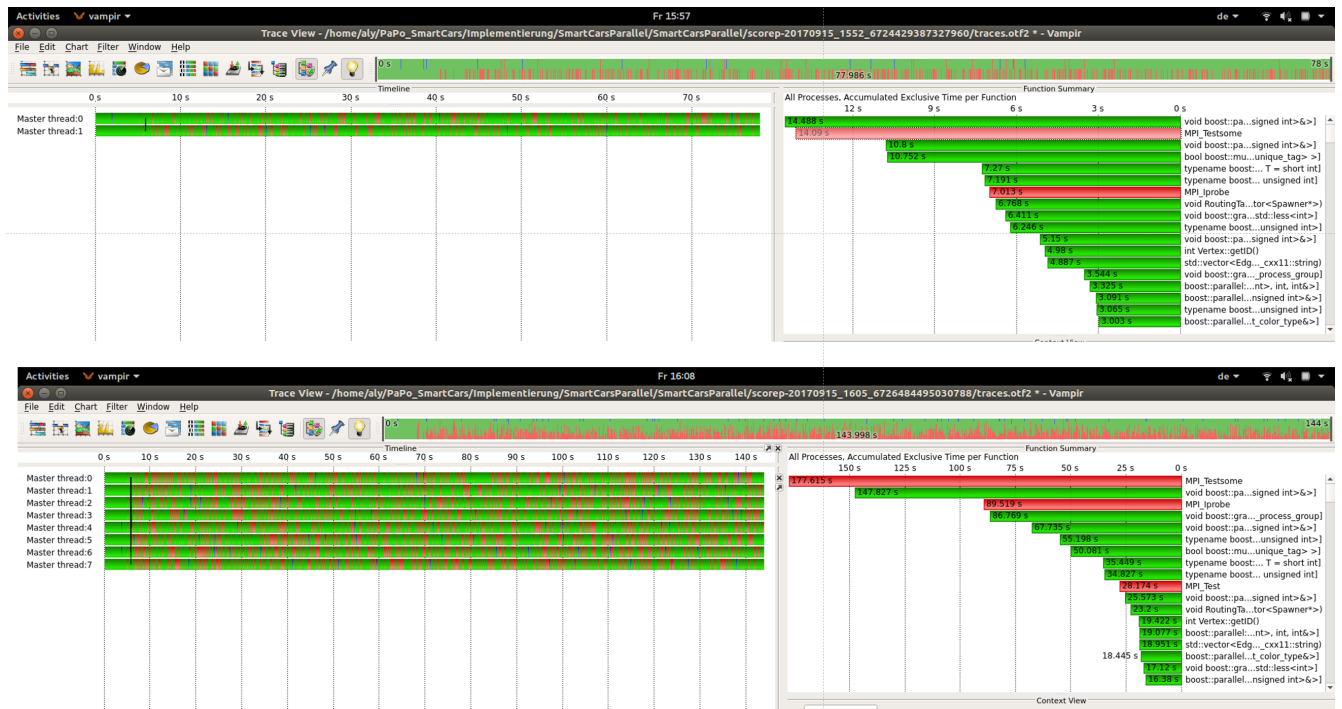 Activities vampir Fr 15:57 de
Trace View - /home/aly/PaPo_SmartCars/Implementierung/SmartCarsParallel/SmartCarsParallel/scorep-20170915_1552_6724429387327960/traces.otf2 * - Vampir
File Edit Chart Filter Window Help
0 s 77.986 s 78 s
Timeline
0 s 10 s 20 s 30 s 40 s 50 s 60 s 70 s
Master thread:0
Master thread:1
Function Summary
All Processes, Accumulated Exclusive Time per Function
12 s 9 s 6 s 3 s 0 s
14.488 s void boost::pa...signed int>&>]
14.09 s MPI_Testsome
10.8 s void boost::pa...signed int>&>]
10.752 s bool boost::mu...unique_tag> >]
7.27 s typename boost:... T = short int]
7.191 s typename boost... unsigned int]
7.013 s MPI_Iprobe
6.768 s void RoutingTa...tor<Spawner*>)
6.411 s void boost::gra...std::less<int>]
6.246 s typename boost...unsigned int>]
5.15 s void boost::pa...signed int>&>]
4.98 s int Vertex::getID()
4.887 s std::vector<Edg..._cxx11::string)
3.544 s void boost::gra..._process_group]
3.325 s boost::parallel:...nt>, int, int&>]
3.091 s boost::parallel...nsigned int>&>]
3.065 s typename boost...unsigned int>]
3.003 s boost::parallel...t_color_type&>]
Activities vampir Fr 16:08 de
Trace View - /home/aly/PaPo_SmartCars/Implementierung/SmartCarsParallel/SmartCarsParallel/scorep-20170915_1605_6726484495030788/traces.otf2 * - Vampir
File Edit Chart Filter Window Help
0 s 143.998 s 144 s
Timeline
0 s 10 s 20 s 30 s 40 s 50 s 60 s 70 s 80 s 90 s 100 s 110 s 120 s 130 s 140 s
Master thread:0
Master thread:1
Master thread:2
Master thread:3
Master thread:4
Master thread:5
Master thread:6
Master thread:7
Function Summary
All Processes, Accumulated Exclusive Time per Function
150 s 125 s 100 s 75 s 50 s 25 s 0 s
177.615 s MPI_Testsome
147.827 s void boost::pa...signed int>&>]
89.519 s MPI_Iprobe
86.769 s void boost::gra..._process_group]
67.735 s void boost::pa...signed int>&>]
55.198 s typename boost...unsigned int>]
50.081 s bool boost::mu...unique_tag> >]
35.449 s typename boost:... T = short int]
34.827 s typename boost... unsigned int]
28.174 s MPI_Test
25.573 s void boost::pa...signed int>&>]
23.2 s void RoutingTa...tor<Spawner*>)
19.422 s int Vertex::getID()
19.077 s boost::parallel:...nt>, int, int&>]
18.951 s std::vector<Edg..._cxx11::string)
18.445 s boost::parallel...t_color_type&>]
17.12 s void boost::gra...std::less<int>]
16.38 s boost::parallel...nsigned int>&>]
Context View